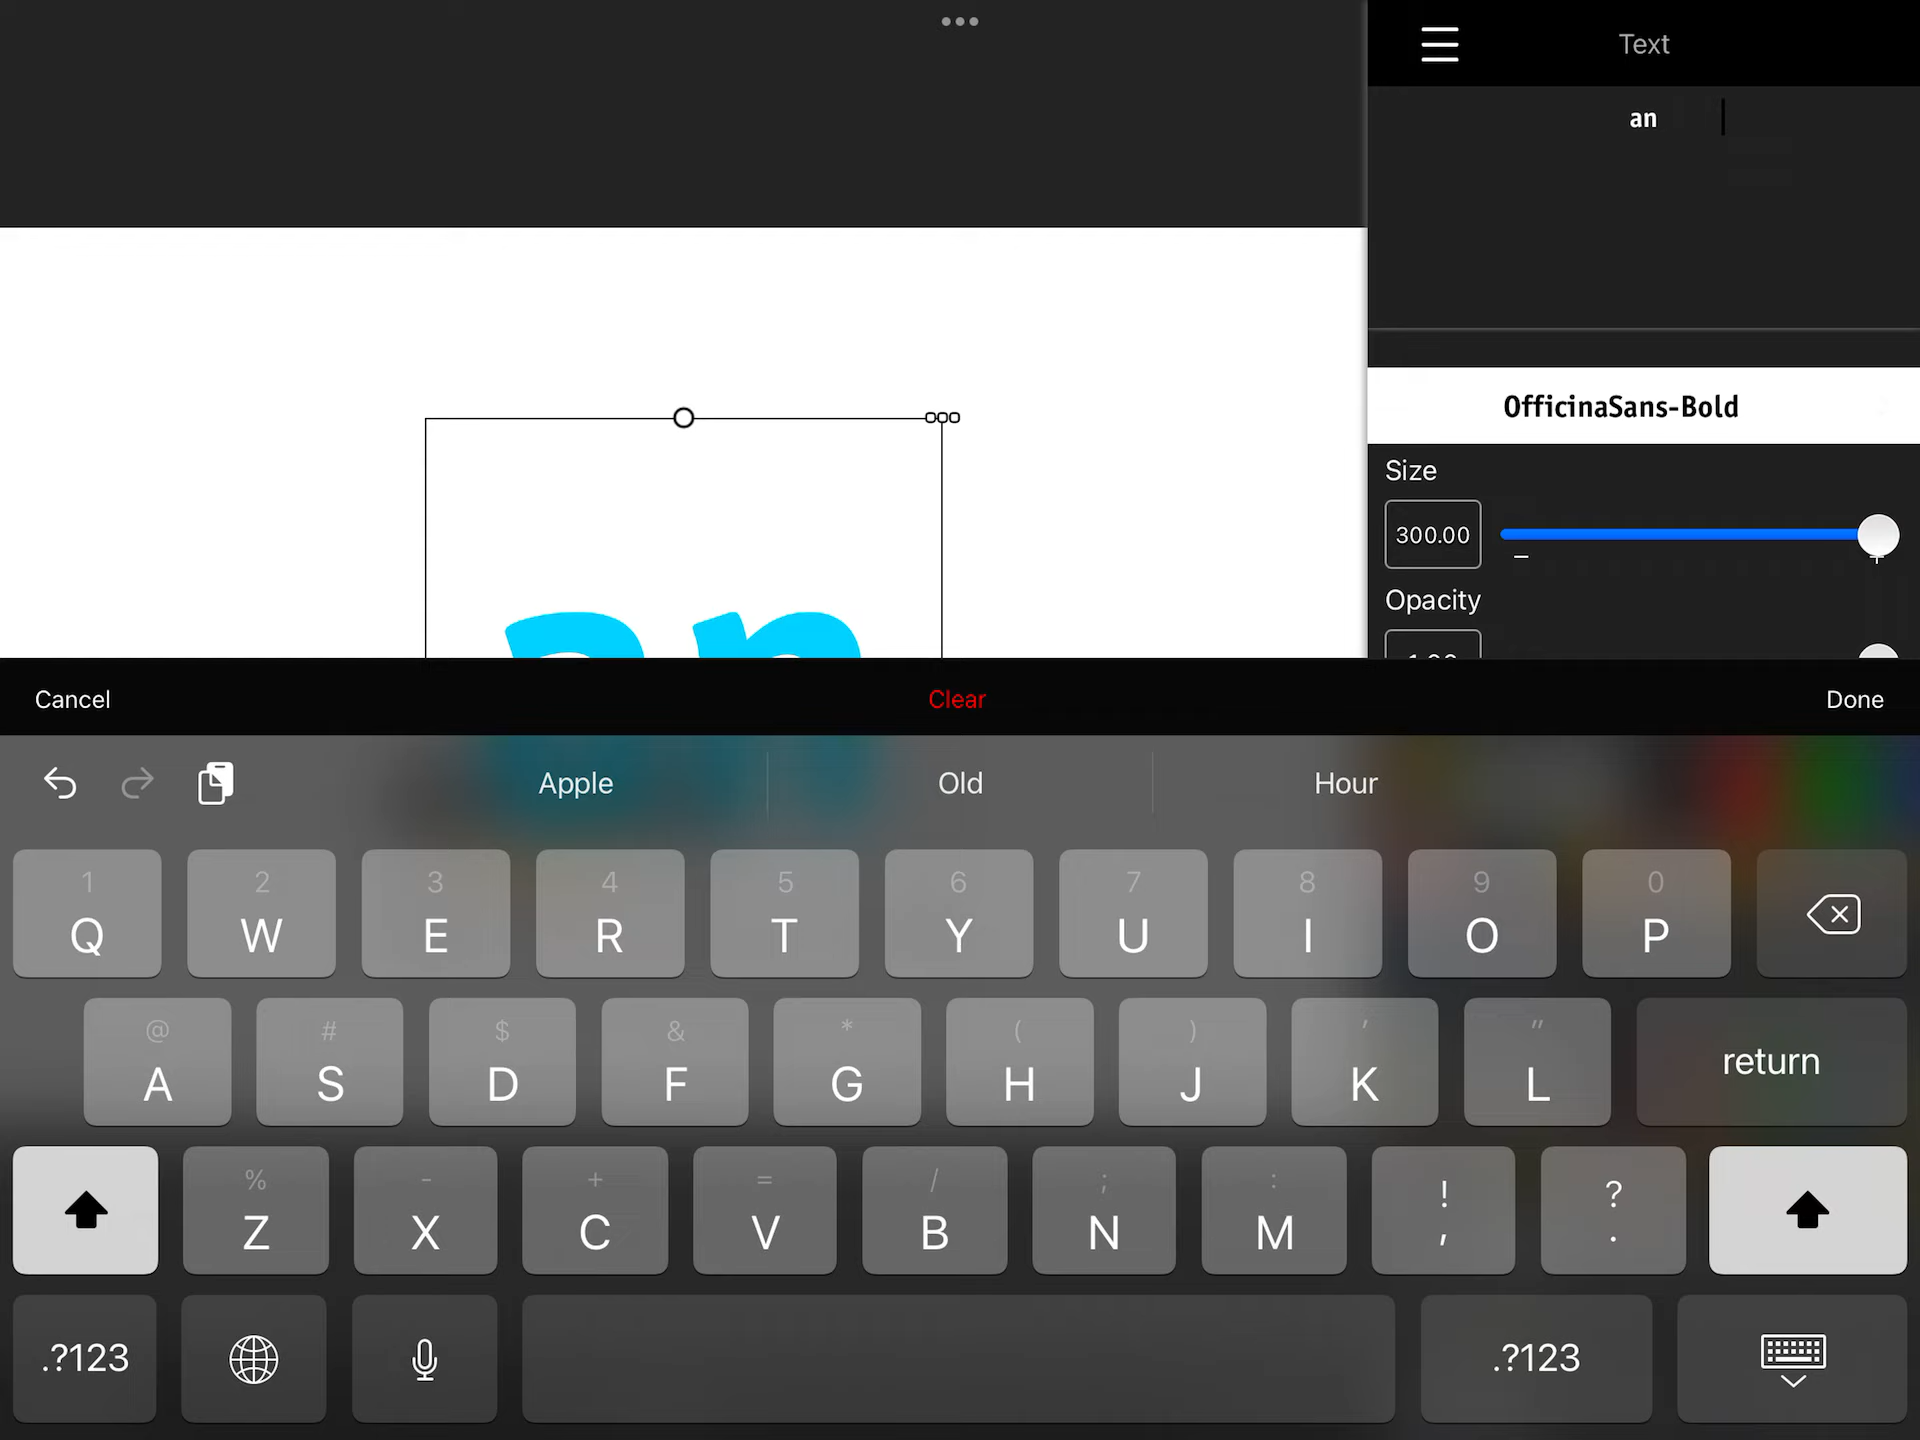 Text
an
OfficinaSans-Bold
Size
300.00
− +
Opacity
an
Cancel Clear Done
Apple Old Hour
1 2 3 4 5 6 7 8 9 0
Q W E R T Y U I O P
@ # $ & * ( ) ' "
A S D F G H J K L return
% - + = / ; : ! ?
Z X C V B N M , .
.?123 .?123